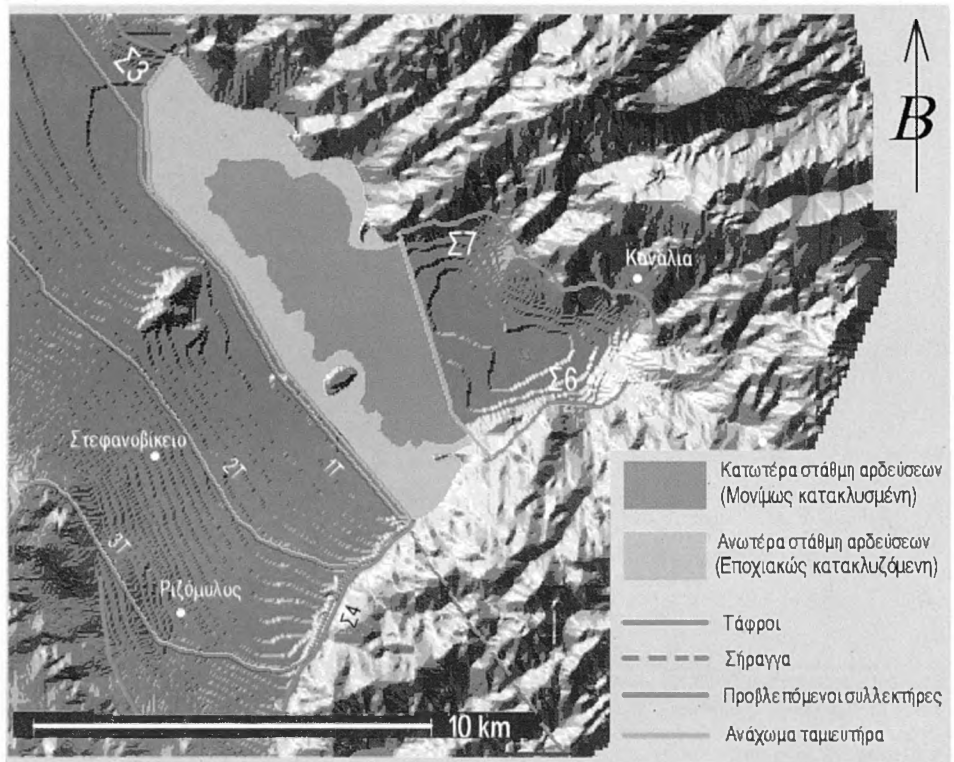 Σ3
Β
Σ7
Κανάλια
Σ6
Στεφανοβίκειο
2Τ
1Τ
3Τ
Ριζόμυλος
Σ4
10 km
Κατωτέρα στάθμη αρδεύσεων
(Μονίμως κατακλυσμένη)
Ανωτέρα στάθμη αρδεύσεων
(Εποχιακώς κατακλυζόμενη)
Τάφροι
Σήραγγα
Προβλεπόμενοι συλλεκτήρες
Ανάχωμα ταμιευτήρα